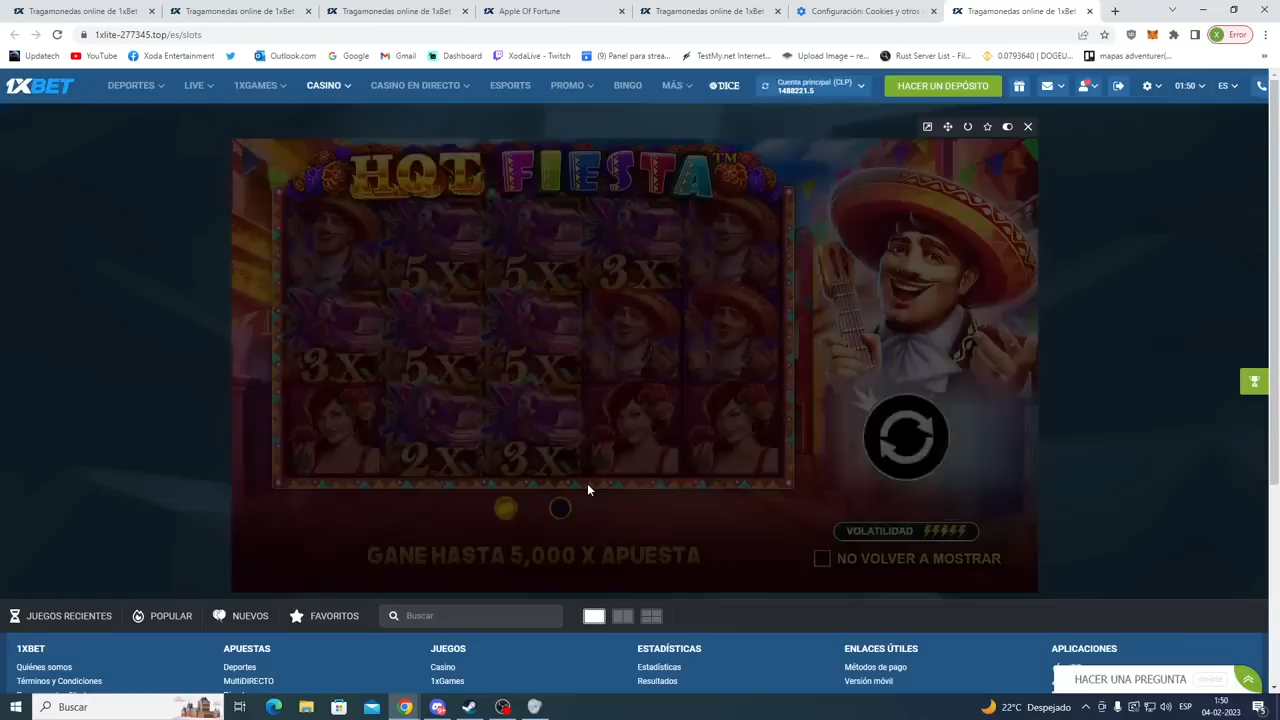 Tragamonedas online de 1xBet
Tragamonedas online de 1xBet
Tragamonedas online de 1xBet
Apple Of Fortune
Tragamonedas online de 1xBet
Configuración: Cookies y otros
Tragamonedas online de 1xBet
1xlite-277345.top/es/slots
X Error
Updatech
YouTube
Xoda Entertainment
Outlook.com
Google
Gmail
Dashboard
XodaLive - Twitch
(9) Panel para strea...
TestMy.net Internet...
Upload Image – re...
Rust Server List - Fil...
0.0793640 | DOGEU...
mapas adventurer(...
1XBET
DEPORTES
LIVE
1XGAMES
CASINO
CASINO EN DIRECTO
ESPORTS
PROMO
BINGO
MÁS
DICE
Cuenta principal (CLP)
1488221.5
HACER UN DEPÓSITO
01:50
ES
HOT FIESTA™
5X 5X 3X
3X 5X 5X
2X 3X
VOLATILIDAD
GANE HASTA 5,000 X APUESTA
NO VOLVER A MOSTRAR
JUEGOS RECIENTES
POPULAR
NUEVOS
FAVORITOS
Buscar
1XBET
APUESTAS
JUEGOS
ESTADÍSTICAS
ENLACES ÚTILES
APLICACIONES
Quiénes somos
Deportes
Casino
Estadísticas
Métodos de pago
Términos y Condiciones
MultiDIRECTO
1xGames
Resultados
Versión móvil
HACER UNA PREGUNTA
on-line
Buscar
22°C Despejado
ESP
1:50
04-02-2023